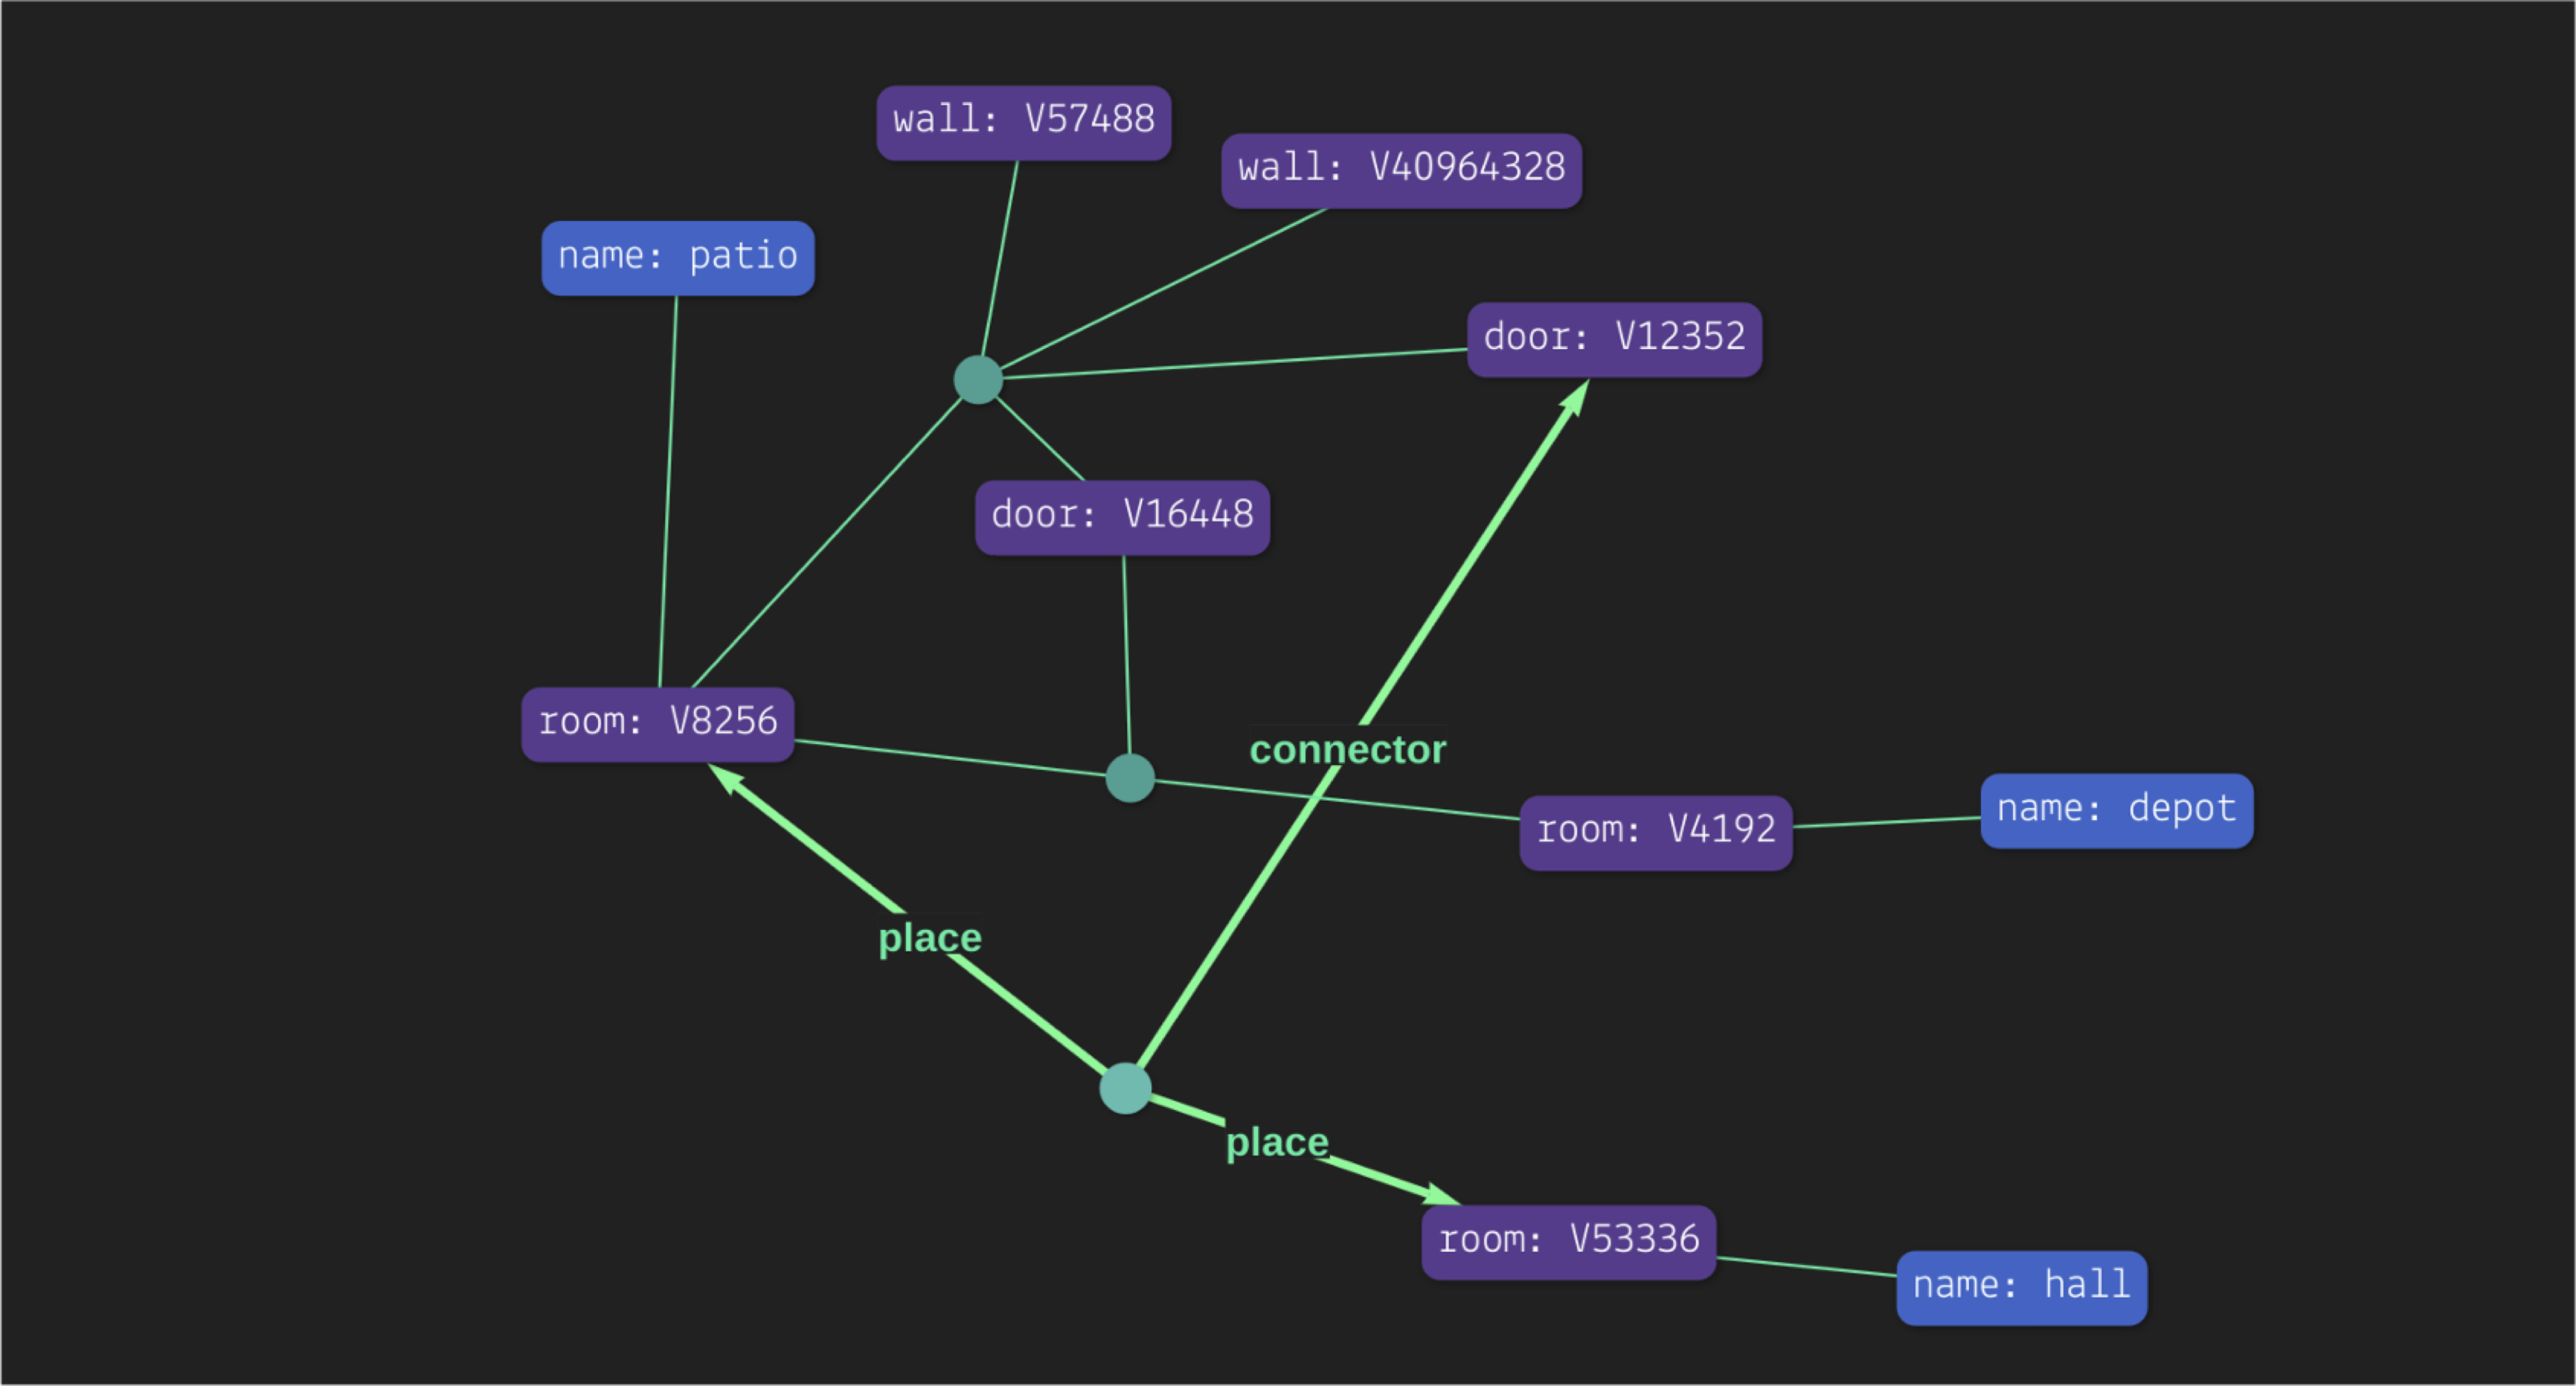 wall: V57488
wall: V40964328
name: patio
door: V12352
door: V16448
room: V8256
connector
name: depot
room: V4192
place
place
room: V53336
name: hall